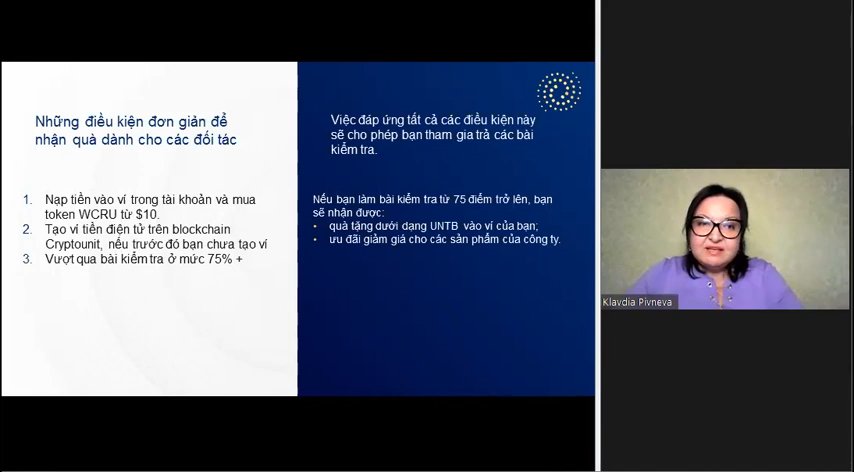 Những điều kiện đơn giản để
nhận quà dành cho các đối tác
1. Nạp tiền vào ví trong tài khoản và mua
token WCRU từ $10.
2. Tạo ví tiền điện tử trên blockchain
Cryptounit, nếu trước đó bạn chưa tạo ví
3. Vượt qua bài kiểm tra ở mức 75% +
Việc đáp ứng tất cả các điều kiện này
sẽ cho phép bạn tham gia trả các bài
kiểm tra.
Nếu bạn làm bài kiểm tra từ 75 điểm trở lên, bạn
sẽ nhận được:
• quà tặng dưới dạng UNTB vào ví của bạn;
• ưu đãi giảm giá cho các sản phẩm của công ty.
Klavdia Pivneva